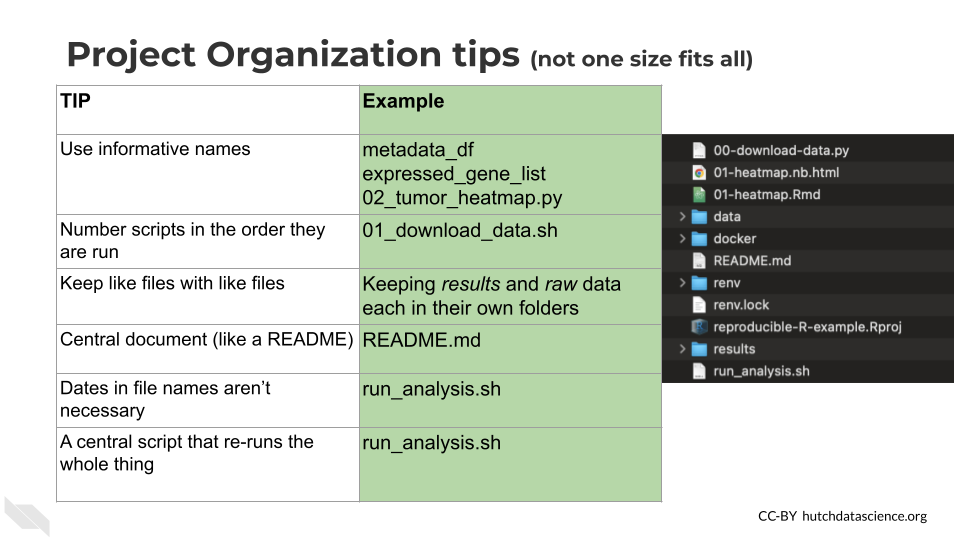 Project Organization tips (not one size fits all)
TIP
Example
Use informative names
metadata_df
expressed_gene_list
02_tumor_heatmap.py
Number scripts in the order they
are run
01_download_data.sh
Keep like files with like files
Keeping results and raw data
each in their own folders
Central document (like a README)
README.md
Dates in file names aren’t
necessary
run_analysis.sh
A central script that re-runs the
whole thing
run_analysis.sh
00-download-data.py
01-heatmap.nb.html
01-heatmap.Rmd
data
docker
README.md
renv
renv.lock
reproducible-R-example.Rproj
results
run_analysis.sh
CC-BY hutchdatascience.org